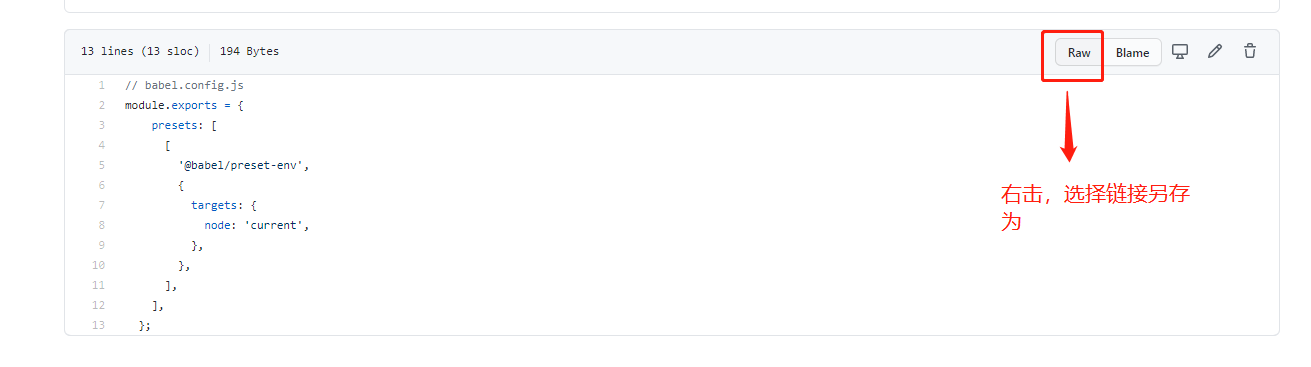 13 lines (13 sloc) 194 Bytes Raw Blame
1 // babel.config.js
2 module.exports = {
3 presets: [
4 [
5 '@babel/preset-env',
6 {
7 targets: {
8 node: 'current',
9 },
10 },
11 ],
12 ],
13 };
右击，选择链接另存
为